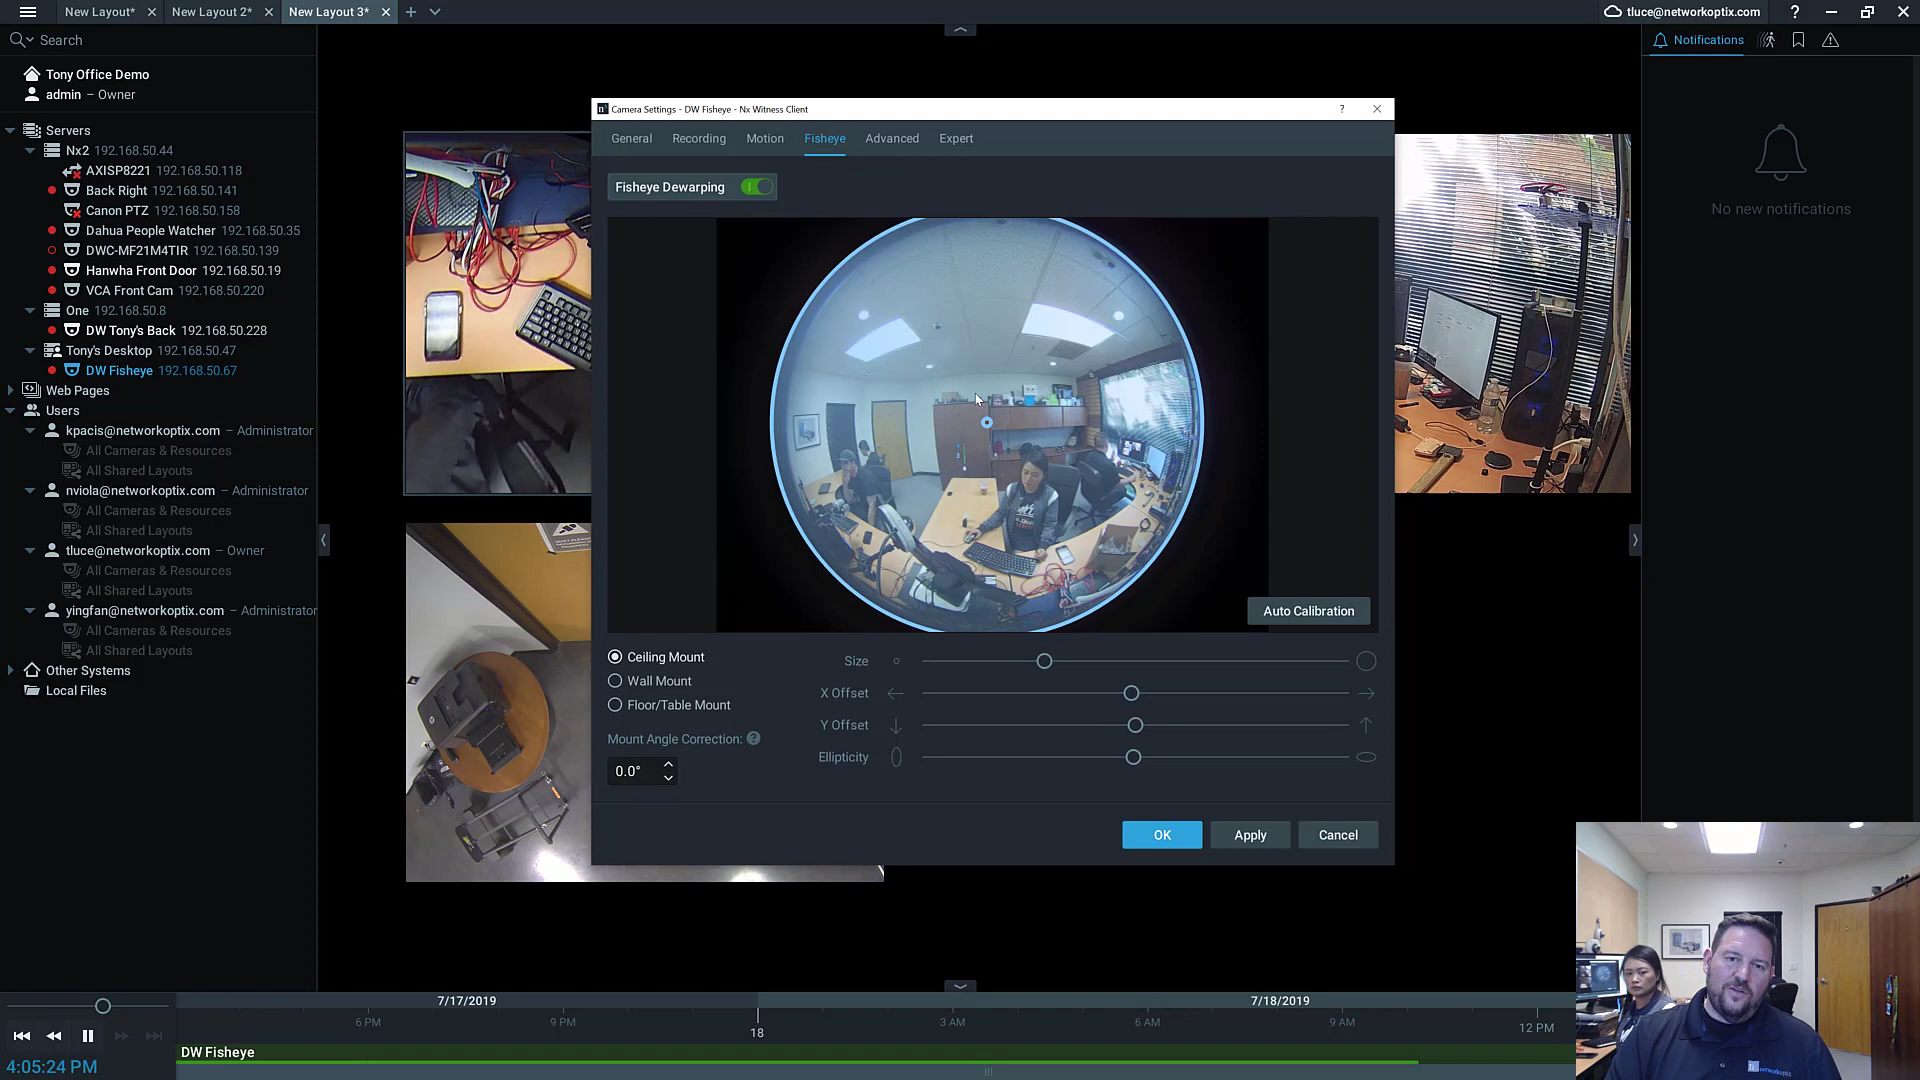 New Layout*
New Layout 2*
New Layout 3*
tluce@networkoptix.com
?
Search
Notifications
Tony Office Demo
admin – Owner
Servers
Nx2 192.168.50.44
AXISP8221 192.168.50.118
Back Right 192.168.50.141
Canon PTZ 192.168.50.158
Dahua People Watcher 192.168.50.35
DWC-MF21M4TIR 192.168.50.139
Hanwha Front Door 192.168.50.19
VCA Front Cam 192.168.50.220
One 192.168.50.8
DW Tony's Back 192.168.50.228
Tony's Desktop 192.168.50.47
DW Fisheye 192.168.50.67
Web Pages
Users
kpacis@networkoptix.com – Administrator
All Cameras & Resources
All Shared Layouts
nviola@networkoptix.com – Administrator
All Cameras & Resources
All Shared Layouts
tluce@networkoptix.com – Owner
All Cameras & Resources
All Shared Layouts
yingfan@networkoptix.com – Administrator
All Cameras & Resources
All Shared Layouts
Other Systems
Local Files
Camera Settings - DW Fisheye - Nx Witness Client
?
General
Recording
Motion
Fisheye
Advanced
Expert
Fisheye Dewarping
Auto Calibration
Ceiling Mount
Wall Mount
Floor/Table Mount
Mount Angle Correction: ?
0.0°
Size
X Offset
Y Offset
Ellipticity
OK
Apply
Cancel
No new notifications
7/17/2019
7/18/2019
6 PM
9 PM
18
3 AM
6 AM
9 AM
12 PM
DW Fisheye
4:05:24 PM
networkoptix